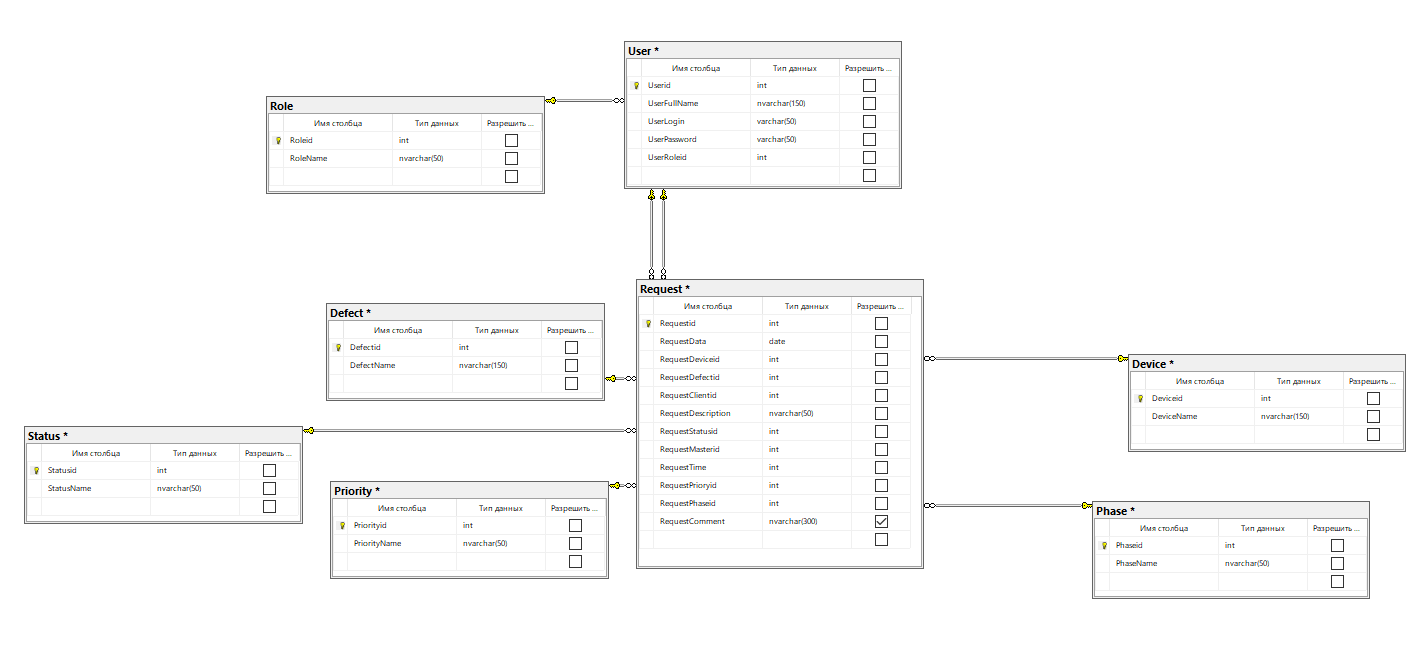 User *
Имя столбца Тип данных Разрешить ...
Userid int
UserFullName nvarchar(150)
UserLogin varchar(50)
UserPassword varchar(50)
UserRoleid int
Role
Имя столбца Тип данных Разрешить ...
Roleid int
RoleName nvarchar(50)
Request *
Имя столбца Тип данных Разрешить ...
Requestid int
RequestData date
RequestDeviceid int
RequestDefectid int
RequestClientid int
RequestDescription nvarchar(50)
RequestStatusid int
RequestMasterid int
RequestTime int
RequestPrioryid int
RequestPhaseid int
RequestComment nvarchar(300)
Defect *
Имя столбца Тип данных Разрешить ...
Defectid int
DefectName nvarchar(150)
Device *
Имя столбца Тип данных Разрешить ...
Deviceid int
DeviceName nvarchar(150)
Status *
Имя столбца Тип данных Разрешить ...
Statusid int
StatusName nvarchar(50)
Priority *
Имя столбца Тип данных Разрешить ...
Priorityid int
PriorityName nvarchar(50)
Phase *
Имя столбца Тип данных Разрешить ...
Phaseid int
PhaseName nvarchar(50)